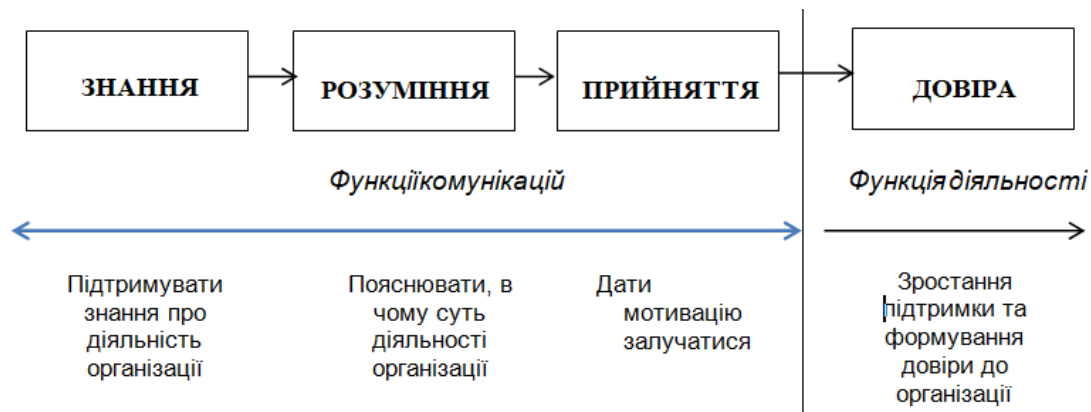 ЗНАННЯ
РОЗУМІННЯ
ПРИЙНЯТТЯ
ДОВІРА
Функціїкомунікацій
Функціядіяльності
Підтримувати
знання про
діяльність
організації
Пояснювати, в
чому суть
діяльності
організації
Дати
мотивацію
залучатися
Зростання
підтримки та
формування
довіри до
організації